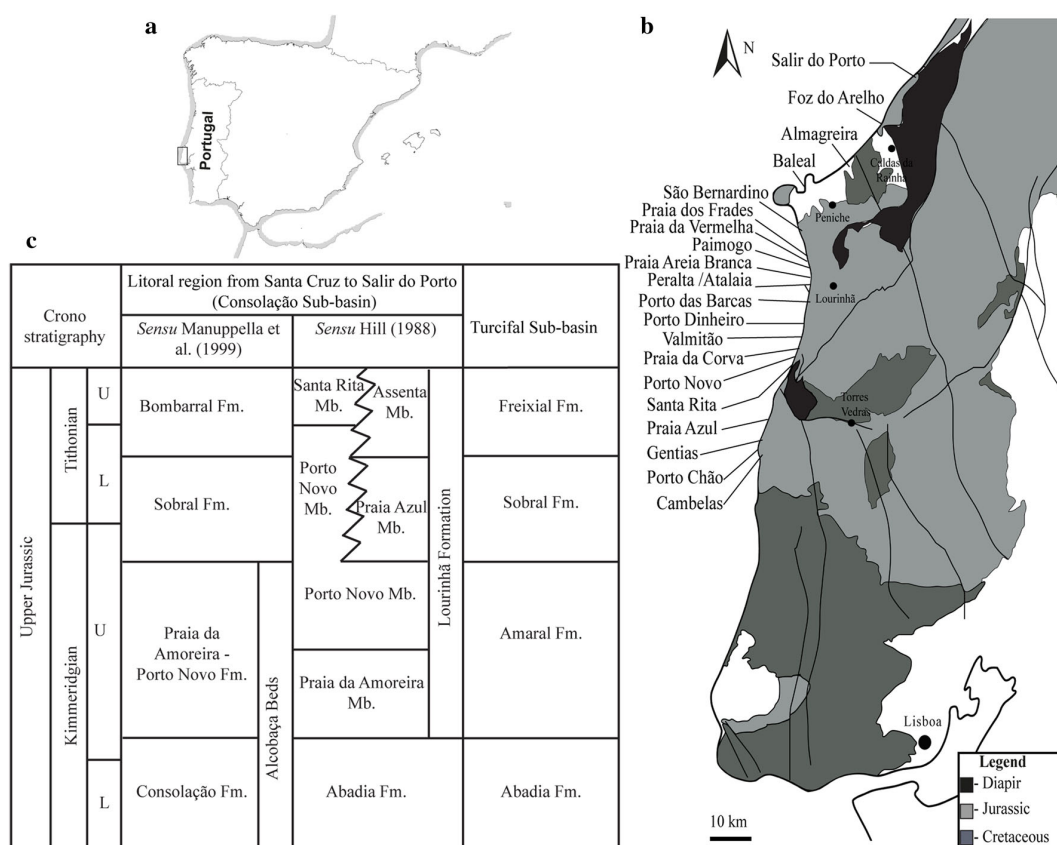 a
Portugal
b
N
Salir do Porto
Foz do Arelho
Almagreira
Baleal
Caldas da
Rainha
São Bernardino
Praia dos Frades
Praia da Vermelha
Paimogo
Praia Areia Branca
Peralta /Atalaia
Porto das Barcas
Porto Dinheiro
Valmitão
Praia da Corva
Porto Novo
Santa Rita
Praia Azul
Gentias
Porto Chão
Cambelas
Peniche
Lourinhã
Torres
Vedras
Lisboa
10 km
Legend
- Diapir
- Jurassic
- Cretaceous
c
Crono
stratigraphy
Litoral region from Santa Cruz to Salir do Porto
(Consolação Sub-basin)
Sensu Manuppella et
al. (1999)
Sensu Hill (1988)
Turcifal Sub-basin
Upper Jurassic
Tithonian
Kimmeridgian
U
L
U
L
Bombarral Fm.
Sobral Fm.
Praia da
Amoreira -
Porto Novo Fm.
Consolação Fm.
Alcobaça Beds
Santa Rita
Mb.
Assenta
Mb.
Porto
Novo
Mb.
Praia Azul
Mb.
Porto Novo Mb.
Praia da Amoreira
Mb.
Abadia Fm.
Lourinhã Formation
Freixial Fm.
Sobral Fm.
Amaral Fm.
Abadia Fm.